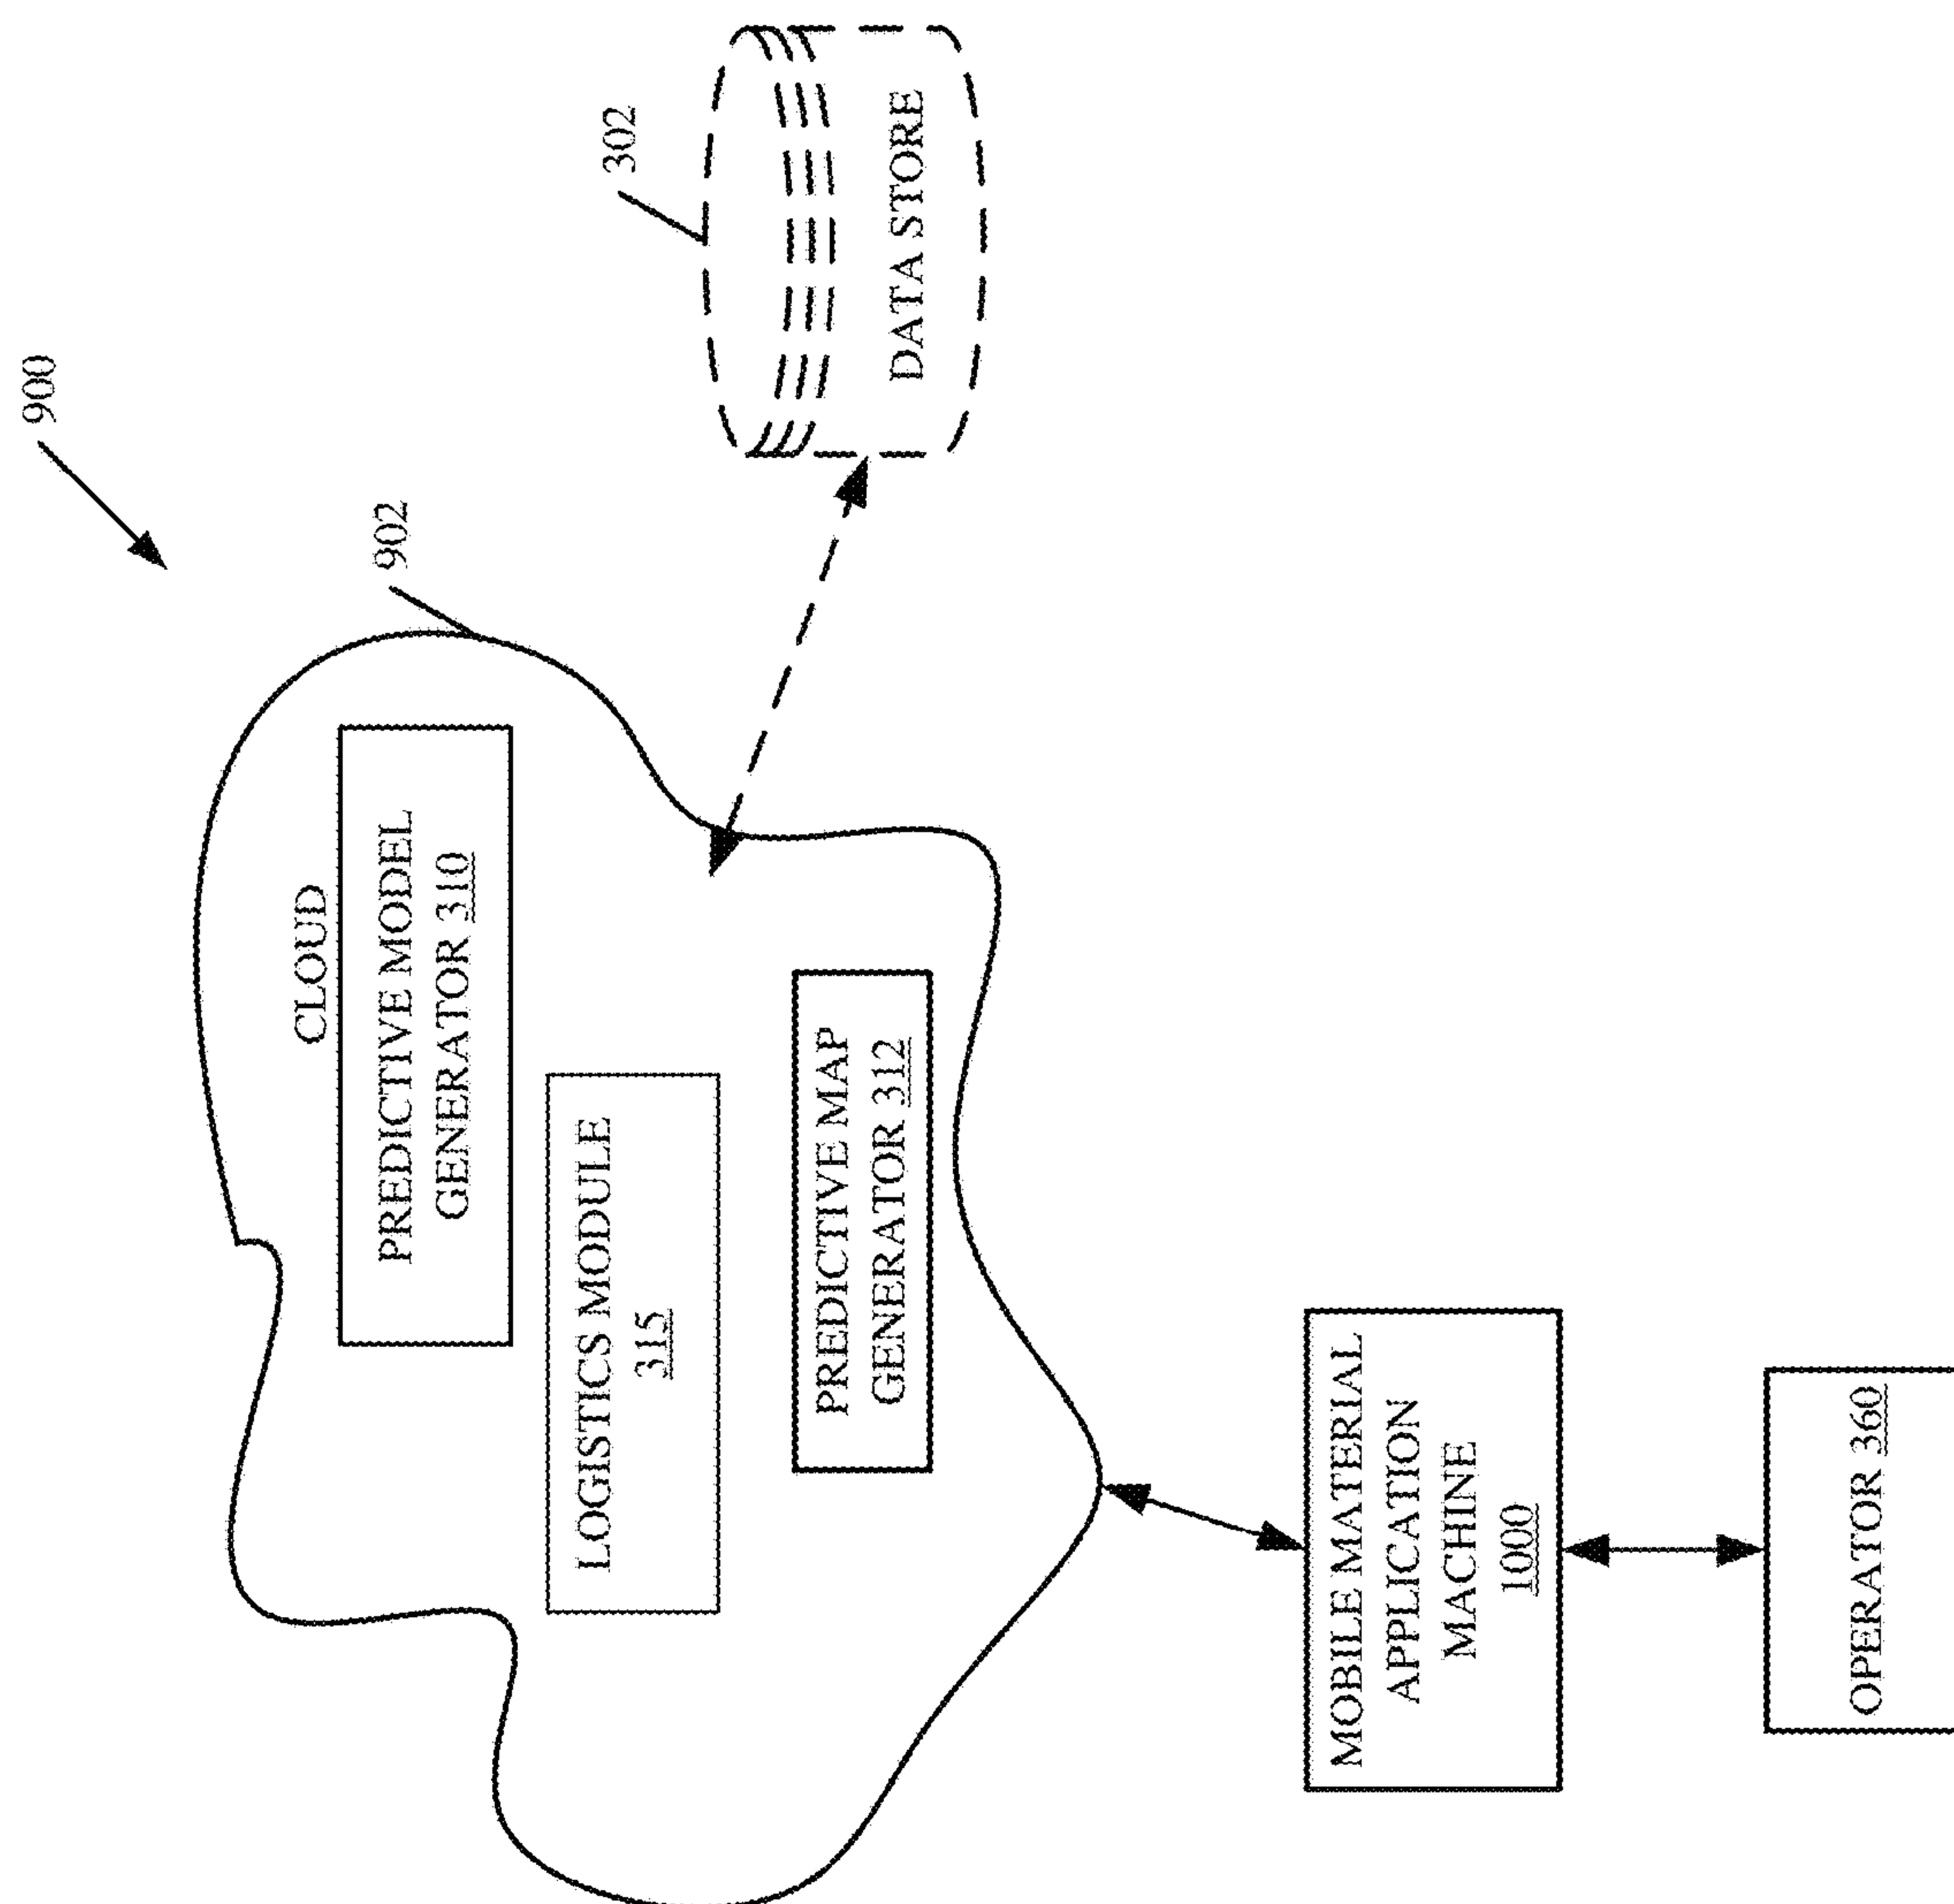 900
902
CLOUD
PREDICTIVE MODEL
GENERATOR 310
LOGISTICS MODULE
315
PREDICTIVE MAP
GENERATOR 312
302
DATA STORE
MOBILE MATERIAL
APPLICATION
MACHINE
1000
OPERATOR 360